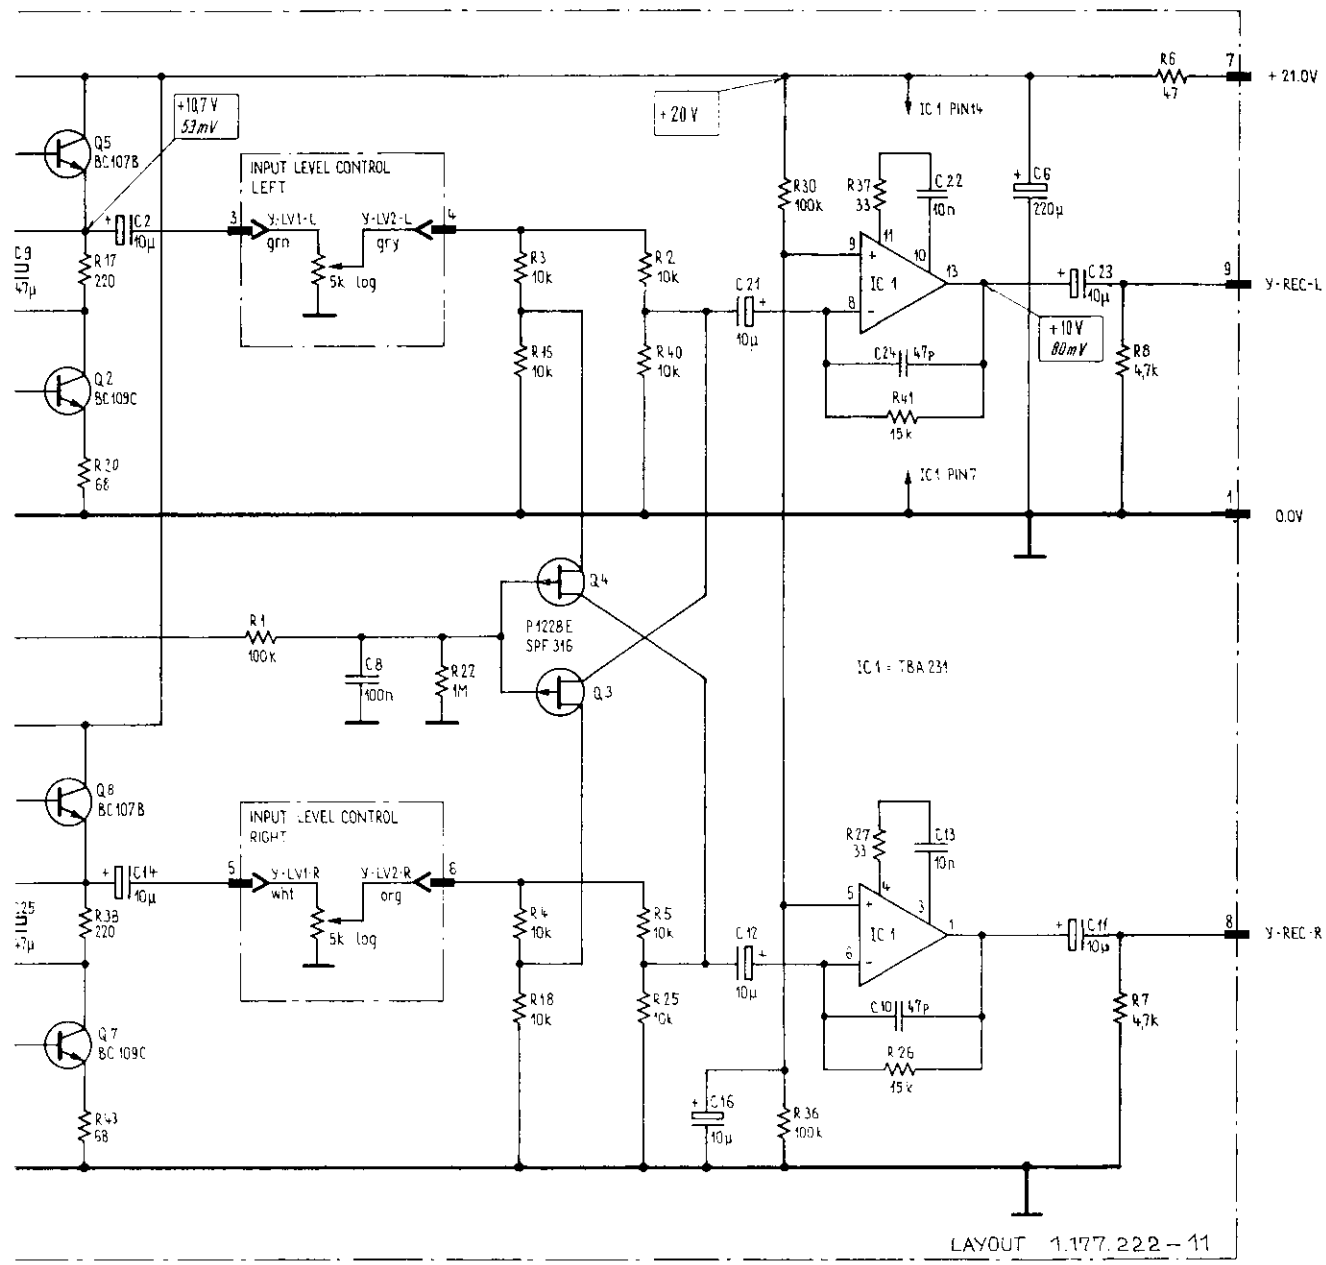 R6
47
7
+ 21.0V
+10,7 V
53mV
+ 20 V
IC 1 PIN14
Q5
BC107B
INPUT LEVEL CONTROL
LEFT
R30
100k
R37
33
C22
10n
+
C6
220µ
+
C2
10µ
3
Y-LV1-L
grn
Y-LV2-L
gry
4
5k log
C9
47µ
R17
220
R3
10k
R2
10k
C21
+
10µ
9
+
11
10
IC 1
13
8
-
+
C23
10µ
9
Y-REC-L
+10V
80mV
R15
10k
R40
10k
C24
47p
R8
4,7k
R41
15k
Q2
BC109C
R20
68
IC1 PIN7
1
0.0V
Q4
P1228E
SPF 316
Q3
R1
100k
C8
100n
R22
1M
IC 1 = TBA 231
Q8
BC107B
INPUT LEVEL CONTROL
RIGHT
R27
33
C13
10n
+
C14
10µ
5
Y-LV1-R
wht
Y-LV2-R
org
6
5k log
C25
47µ
R38
220
R4
10k
R5
10k
C12
+
10µ
5
+
4
3
IC 1
1
6
-
+
C11
10µ
8
Y-REC-R
R18
10k
R25
10k
C10
47p
R7
4,7k
R26
15k
Q7
BC 109C
R43
68
+
C16
10µ
R36
100k
LAYOUT 1.177.222-11